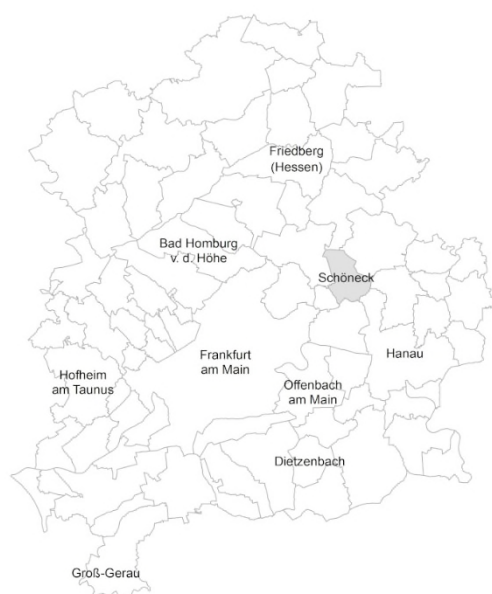 Friedberg
(Hessen)
Bad Homburg
v. d. Höhe
Schöneck
Frankfurt
am Main
Hanau
Hofheim
am Taunus
Offenbach
am Main
Dietzenbach
Groß-Gerau